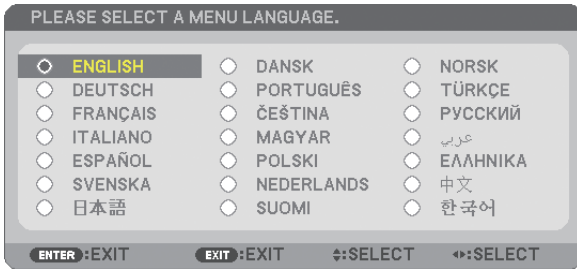 PLEASE SELECT A MENU LANGUAGE.
ENGLISH DANSK NORSK
DEUTSCH PORTUGUÊS TÜRKÇE
FRANÇAIS ČEŠTINA РУССКИЙ
ITALIANO MAGYAR عربي
ESPAÑOL POLSKI ΕΛΛΗΝΙΚΑ
SVENSKA NEDERLANDS 中文
日本語 SUOMI 한국어
ENTER :EXIT EXIT :EXIT :SELECT :SELECT